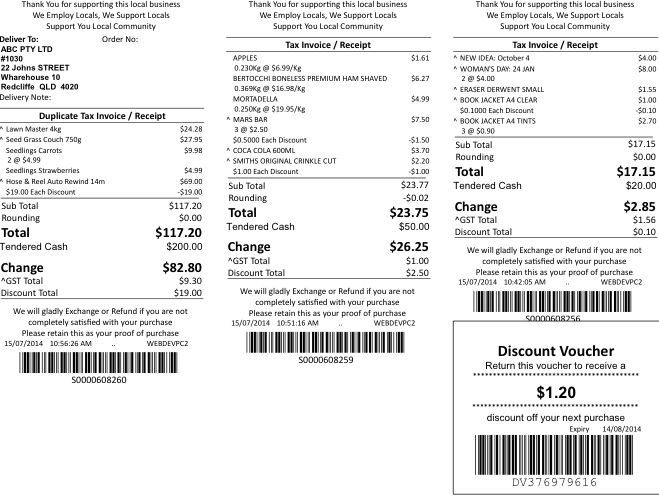 Thank You for supporting this local business
We Employ Locals, We Support Locals
Support You Local Community
Deliver To: Order No:
ABC PTY LTD
#1030
22 Johns STREET
Wharehouse 10
Redcliffe QLD 4020
Delivery Note:
Duplicate Tax Invoice / Receipt
^ Lawn Master 4kg $24.28
^ Seed Grass Couch 750g $27.95
Seedlings Carrots $9.98
2 @ $4.99
Seedlings Strawberries $4.99
^ Hose & Reel Auto Rewind 14m $69.00
$19.00 Each Discount -$19.00
Sub Total $117.20
Rounding $0.00
Total $117.20
Tendered Cash $200.00
Change $82.80
^GST Total $9.30
Discount Total $19.00
We will gladly Exchange or Refund if you are not
completely satisfied with your purchase
Please retain this as your proof of purchase
15/07/2014 10:56:26 AM .. WEBDEVPC2
S0000608260
Thank You for supporting this local business
We Employ Locals, We Support Locals
Support You Local Community
Tax Invoice / Receipt
APPLES $1.61
0.230Kg @ $6.99/Kg
BERTOCCHI BONELESS PREMIUM HAM SHAVED $6.27
0.369Kg @ $16.98/Kg
MORTADELLA $4.99
0.250Kg @ $19.95/Kg
^ MARS BAR $7.50
3 @ $2.50
$0.5000 Each Discount -$1.50
^ COCA COLA 600ML $3.70
^ SMITHS ORIGINAL CRINKLE CUT $2.20
$1.00 Each Discount -$1.00
Sub Total $23.77
Rounding -$0.02
Total $23.75
Tendered Cash $50.00
Change $26.25
^GST Total $1.00
Discount Total $2.50
We will gladly Exchange or Refund if you are not
completely satisfied with your purchase
Please retain this as your proof of purchase
15/07/2014 10:51:16 AM .. WEBDEVPC2
S0000608259
Thank You for supporting this local business
We Employ Locals, We Support Locals
Support You Local Community
Tax Invoice / Receipt
^ NEW IDEA: October 4 $4.00
^ WOMAN'S DAY: 24 JAN $8.00
2 @ $4.00
^ ERASER DERWENT SMALL $1.55
^ BOOK JACKET A4 CLEAR $1.00
$0.1000 Each Discount -$0.10
^ BOOK JACKET A4 TINTS $2.70
3 @ $0.90
Sub Total $17.15
Rounding $0.00
Total $17.15
Tendered Cash $20.00
Change $2.85
^GST Total $1.56
Discount Total $0.10
We will gladly Exchange or Refund if you are not
completely satisfied with your purchase
Please retain this as your proof of purchase
15/07/2014 10:42:05 AM .. WEBDEVPC2
S0000608256
Discount Voucher
Return this voucher to receive a
************************************
$1.20
************************************
discount off your next purchase
Expiry 14/08/2014
DV376979616